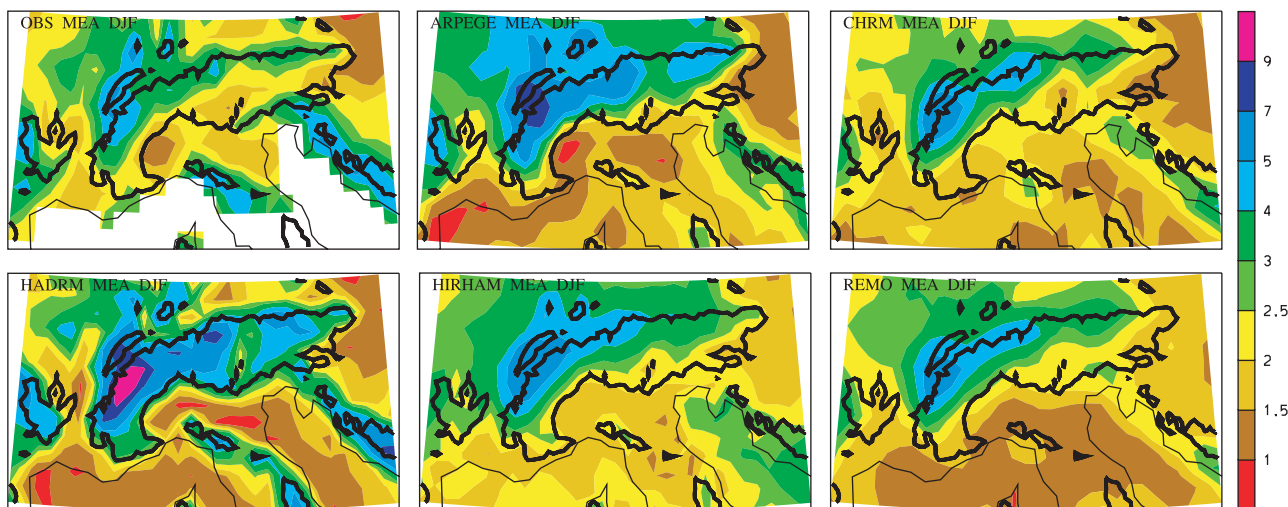 OBS MEA DJF
ARPEGE MEA DJF
CHRM MEA DJF
HADRM MEA DJF
HIRHAM MEA DJF
REMO MEA DJF
9
7
5
4
3
2.5
2
1.5
1